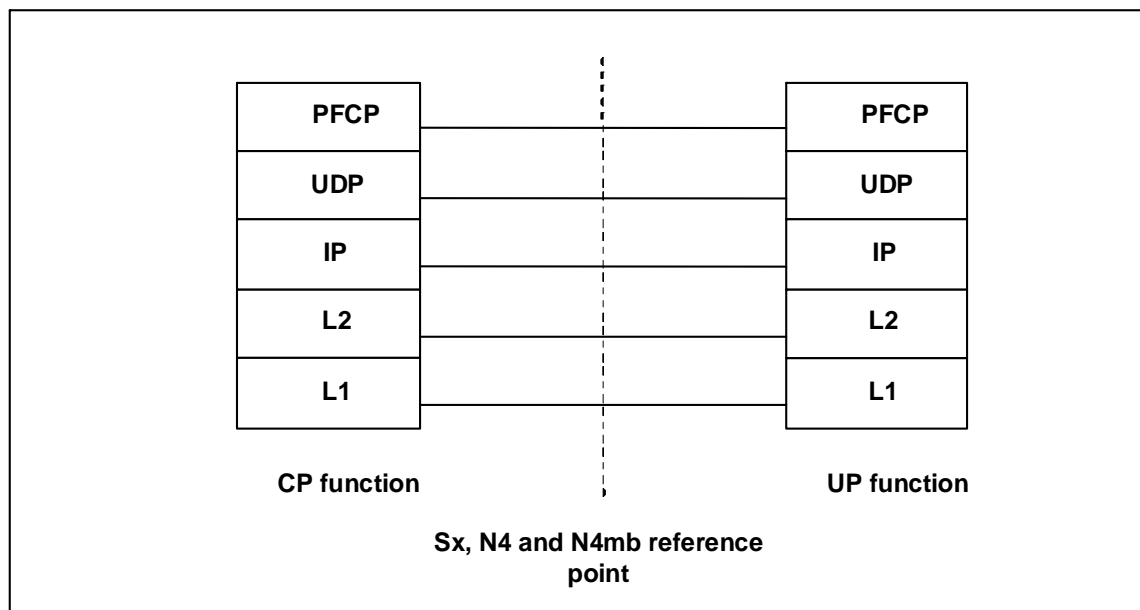 PFCP PFCP
UDP UDP
IP IP
L2 L2
L1 L1
CP function UP function
Sx, N4 and N4mb reference
point